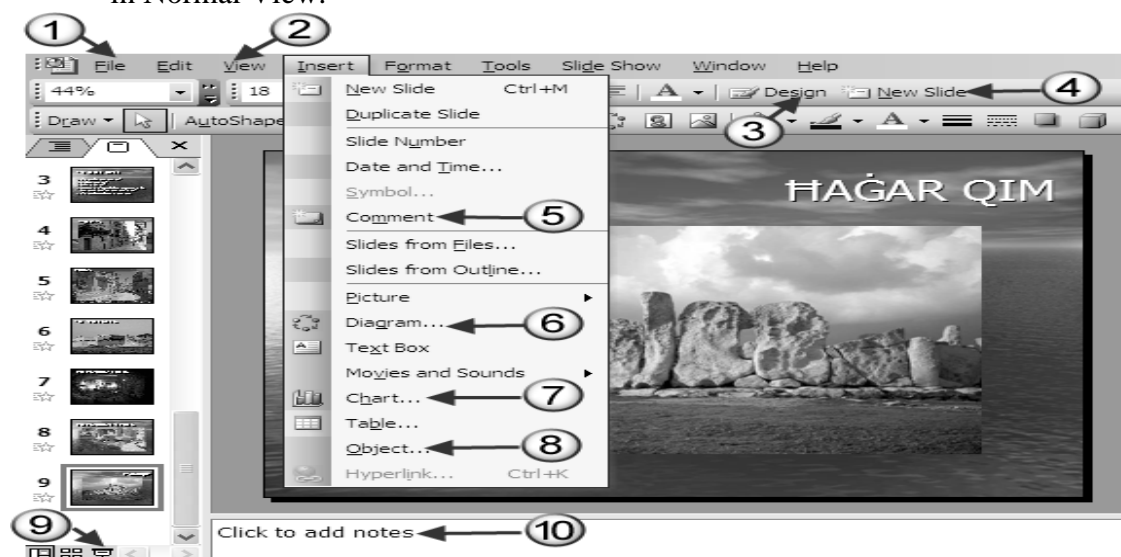 in Normal View.
1 2
File Edit View Insert Format Tools Slide Show Window Help
44% 18 Design New Slide 4
3
Draw AutoShape
New Slide Ctrl+M
Duplicate Slide
Slide Number
Date and Time...
Symbol...
Comment 5
Slides from Files...
Slides from Outline...
Picture
Diagram... 6
Text Box
Movies and Sounds
Chart... 7
Table...
Object... 8
Hyperlink... Ctrl+K
3
4
5
6
7
8
9
ĦAĠAR QIM
9
Click to add notes 10